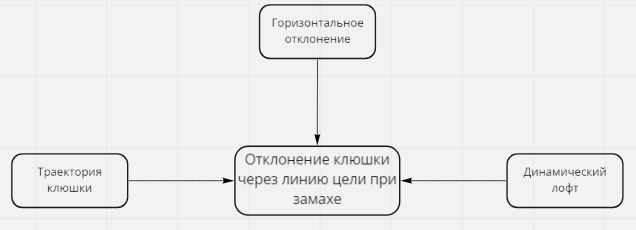 Горизонтальное
отклонение
Траектория
клюшки
Отклонение клюшки
через линию цели при
замахе
Динамический
лофт